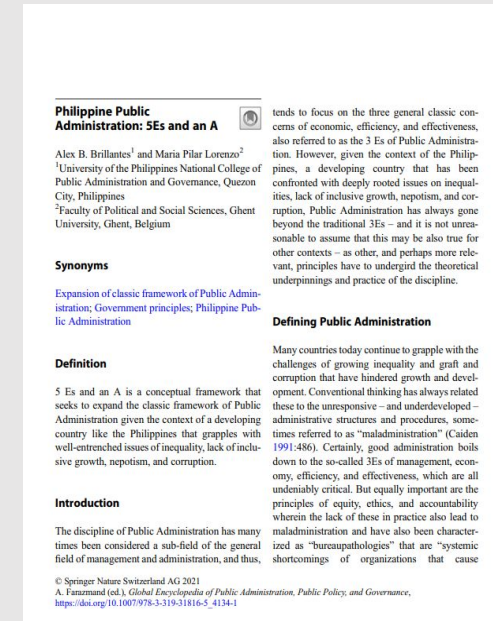 Philippine Public
Administration: 5Es and an A
Alex B. Brillantes1 and Maria Pilar Lorenzo2
1University of the Philippines National College of
Public Administration and Governance, Quezon
City, Philippines
2Faculty of Political and Social Sciences, Ghent
University, Ghent, Belgium
Synonyms
Expansion of classic framework of Public Admin-
istration; Government principles; Philippine Pub-
lic Administration
Definition
5 Es and an A is a conceptual framework that
seeks to expand the classic framework of Public
Administration given the context of a developing
country like the Philippines that grapples with
well-entrenched issues of inequality, lack of inclu-
sive growth, nepotism, and corruption.
Introduction
The discipline of Public Administration has many
times been considered a sub-field of the general
field of management and administration, and thus,
tends to focus on the three general classic con-
cerns of economic, efficiency, and effectiveness,
also referred to as the 3 Es of Public Administra-
tion. However, given the context of the Philip-
pines, a developing country that has been
confronted with deeply rooted issues on inequal-
ities, lack of inclusive growth, nepotism, and cor-
ruption, Public Administration has always gone
beyond the traditional 3Es – and it is not unrea-
sonable to assume that this may be also true for
other contexts – as other, and perhaps more rele-
vant, principles have to undergird the theoretical
underpinnings and practice of the discipline.
Defining Public Administration
Many countries today continue to grapple with the
challenges of growing inequality and graft and
corruption that have hindered growth and devel-
opment. Conventional thinking has always related
these to the unresponsive – and underdeveloped –
administrative structures and procedures, some-
times referred to as “maladministration” (Caiden
1991:486). Certainly, good administration boils
down to the so-called 3Es of management, econ-
omy, efficiency, and effectiveness, which are all
undeniably critical. But equally important are the
principles of equity, ethics, and accountability
wherein the lack of these in practice also lead to
maladministration and have also been character-
ized as “bureaupathologies” that are “systemic
shortcomings of organizations that cause
© Springer Nature Switzerland AG 2021
A. Farazmand (ed.), Global Encyclopedia of Public Administration, Public Policy, and Governance,
https://doi.org/10.1007/978-3-319-31816-5_4134-1